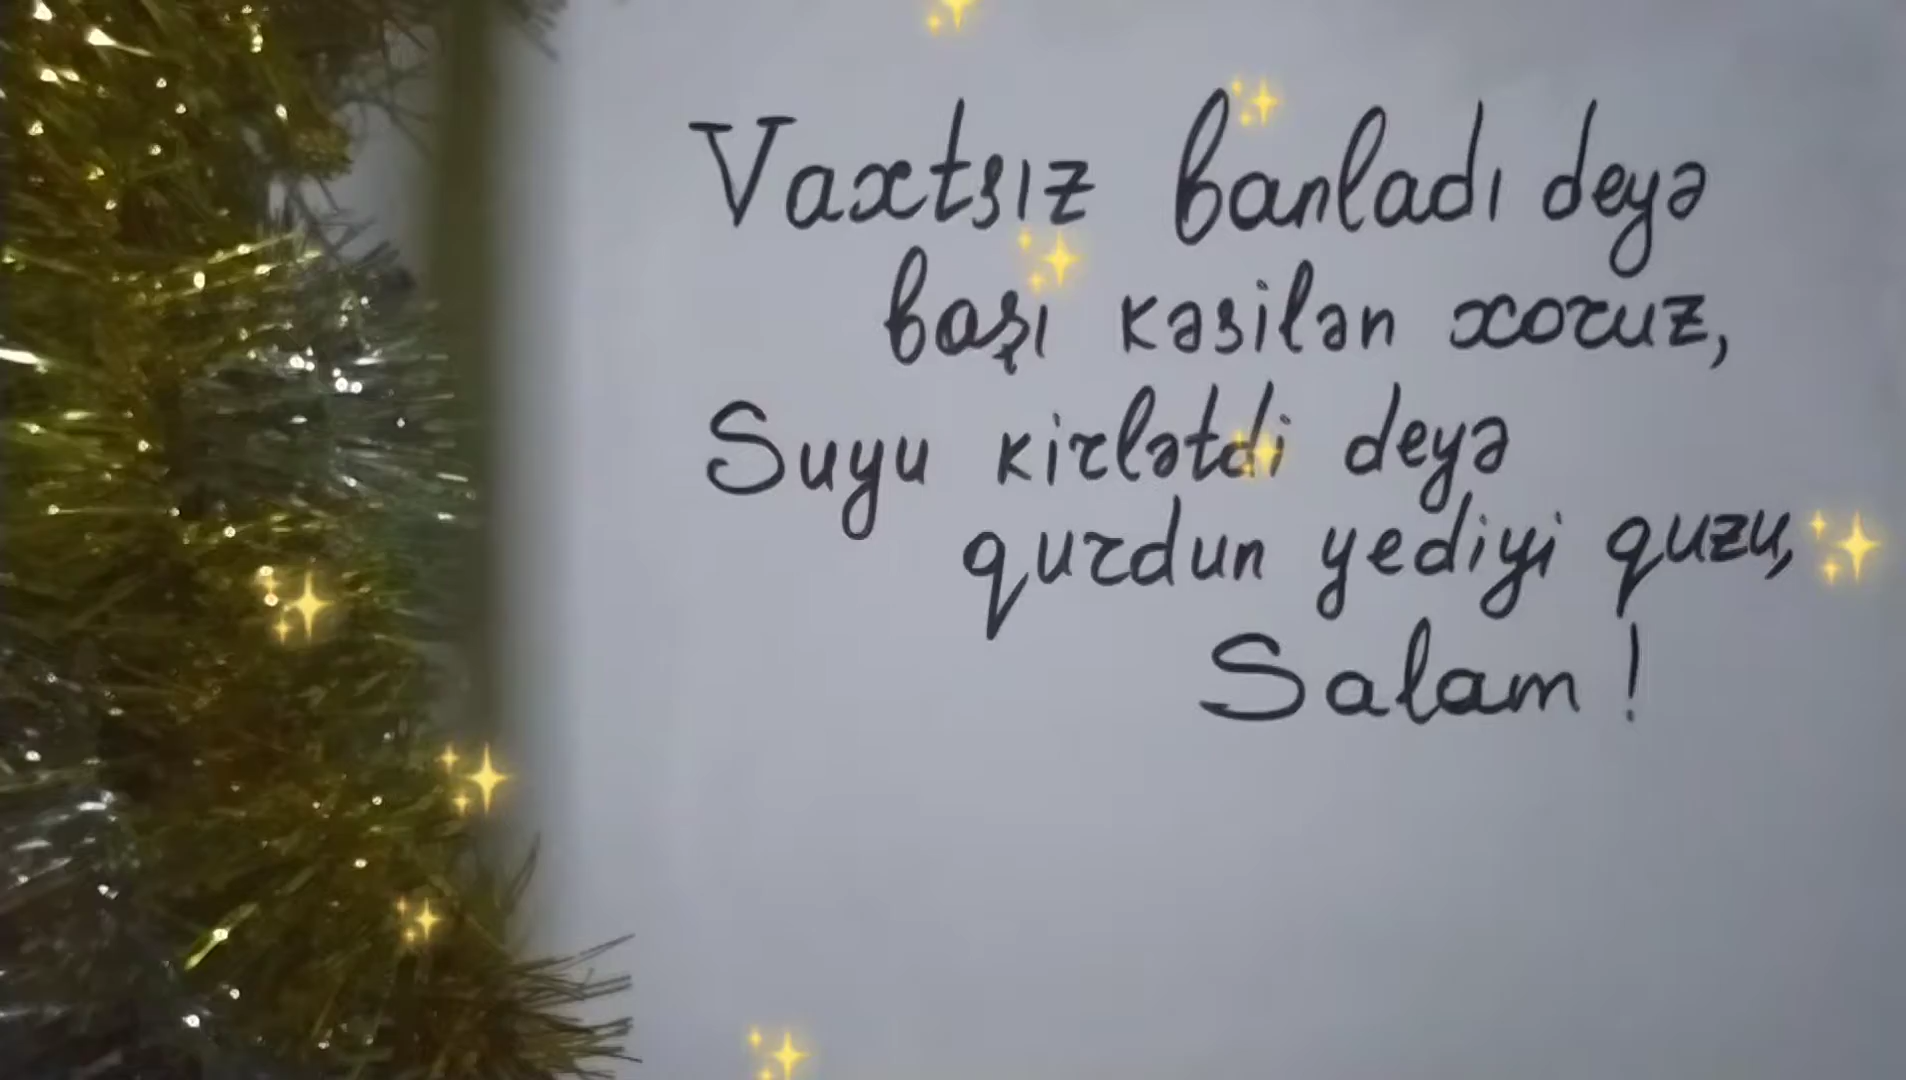 Vaxtsız banladı deyə
başı kəsilən xoruz,
Suyu kirlətdi deyə
qurdun yediyi quzu,
Salam!